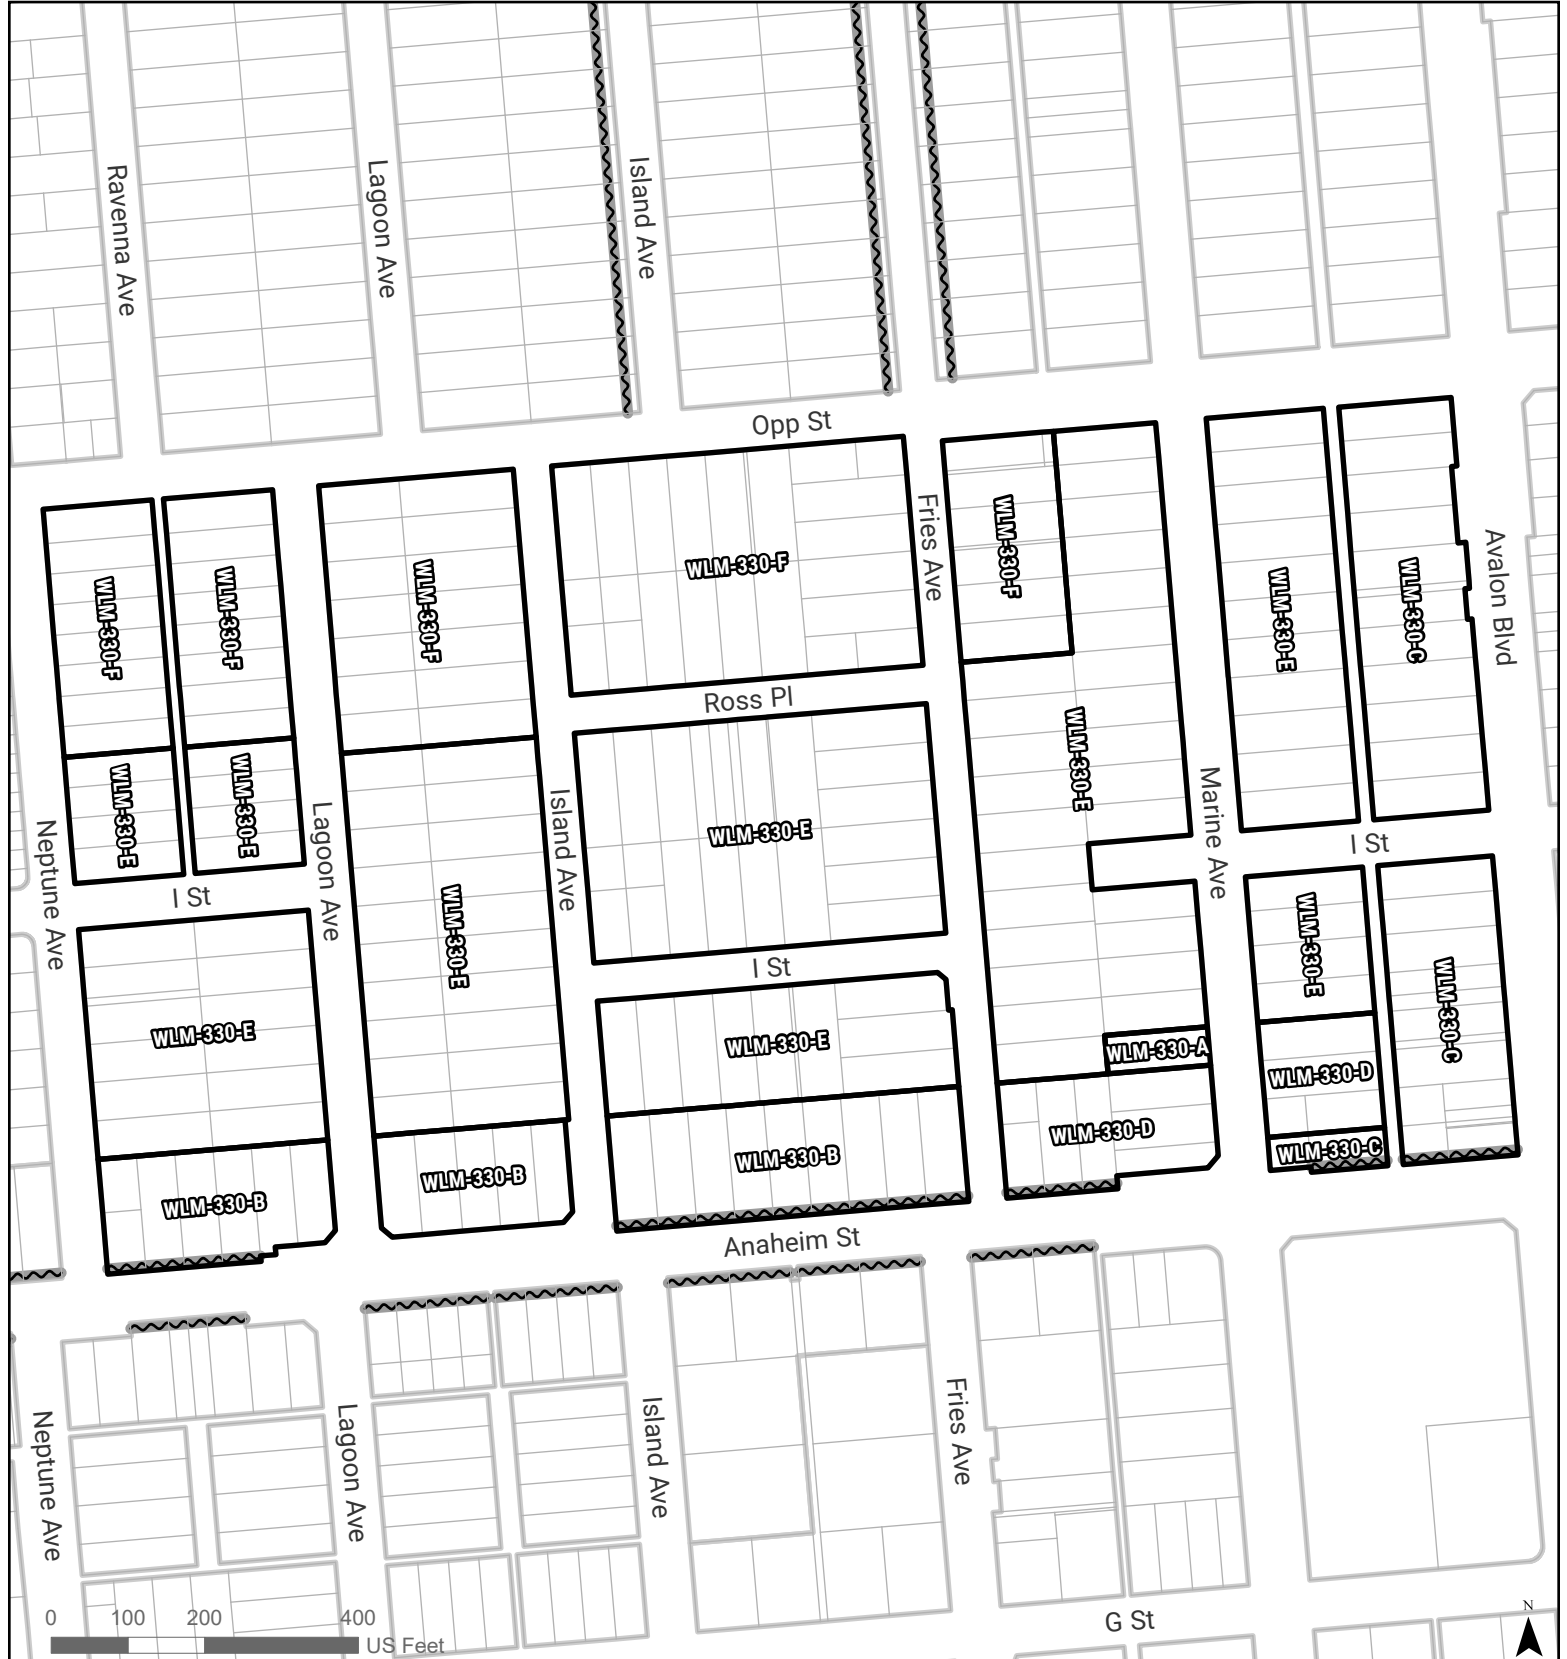 Ravenna Ave
Lagoon Ave
Island Ave
Opp St
Fries Ave
Avalon Blvd
WLM-330-F
WLM-330-F
WLM-330-F
WLM-330-F
WLM-330-F
WLM-330-E
WLM-330-C
Ross Pl
WLM-330-E
WLM-330-E
WLM-330-E
WLM-330-E
Neptune Ave
Lagoon Ave
Island Ave
Marine Ave
I St
I St
WLM-330-E
WLM-330-E
I St
WLM-330-C
WLM-330-E
WLM-330-E
WLM-330-A
WLM-330-D
WLM-330-D
WLM-330-C
WLM-330-B
WLM-330-B
WLM-330-B
Anaheim St
Neptune Ave
Lagoon Ave
Island Ave
Fries Ave
G St
0 100 200 400
US Feet
N